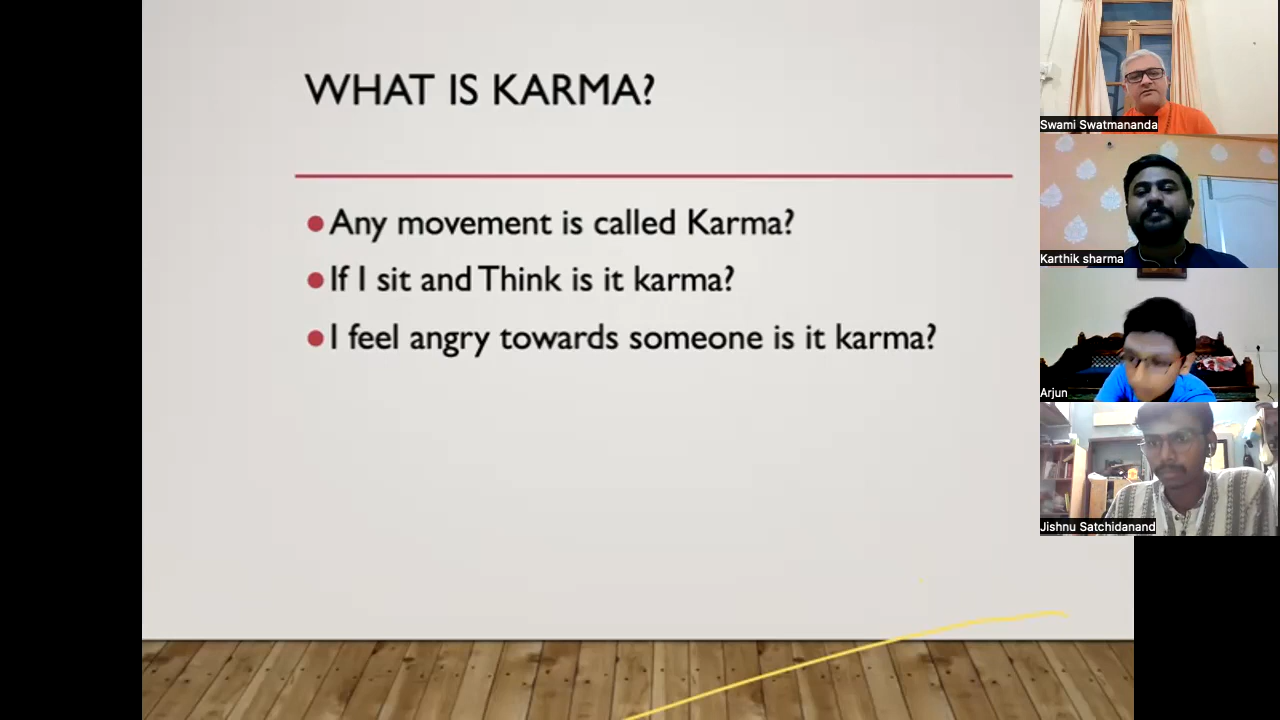 WHAT IS KARMA?
Any movement is called Karma?
If I sit and Think is it karma?
I feel angry towards someone is it karma?
Swami Swatmananda
Karthik sharma
Arjun
Jishnu Satchidanand